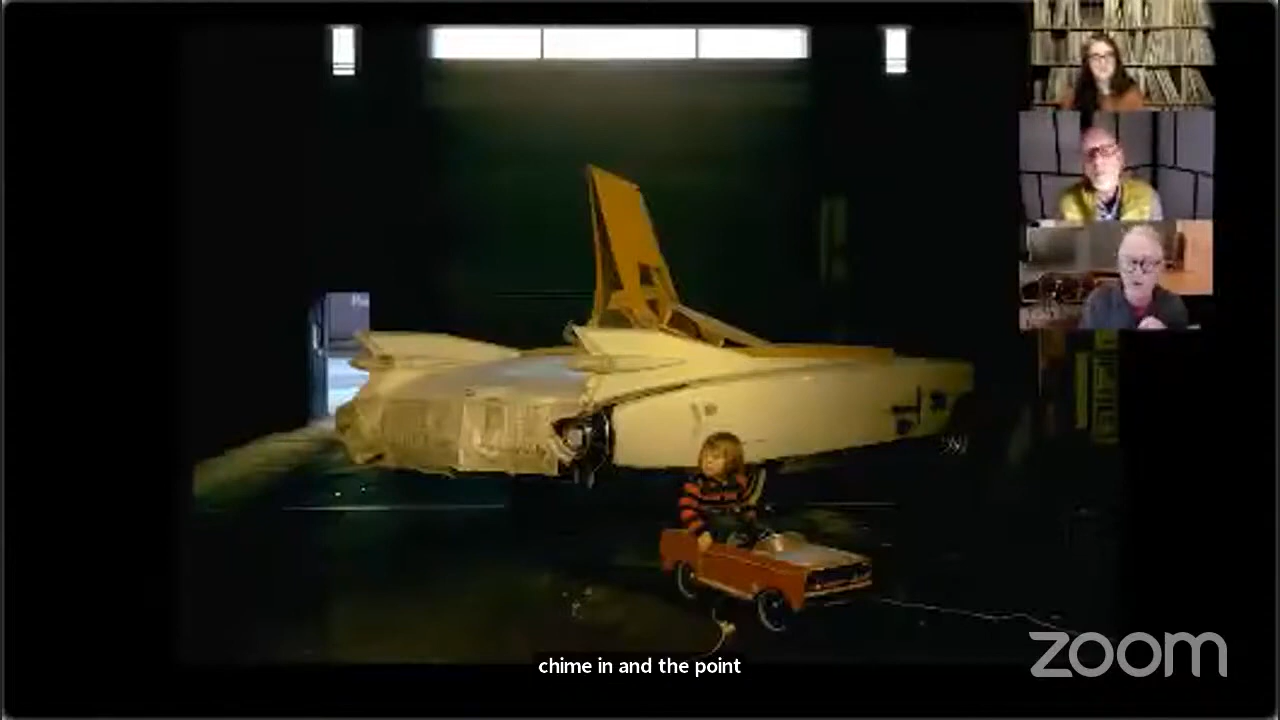 chime in and the point
zoom